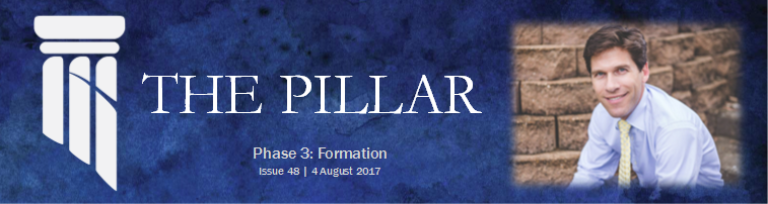 THE PILLAR
Phase 3: Formation
Issue 48 | 4 August 2017